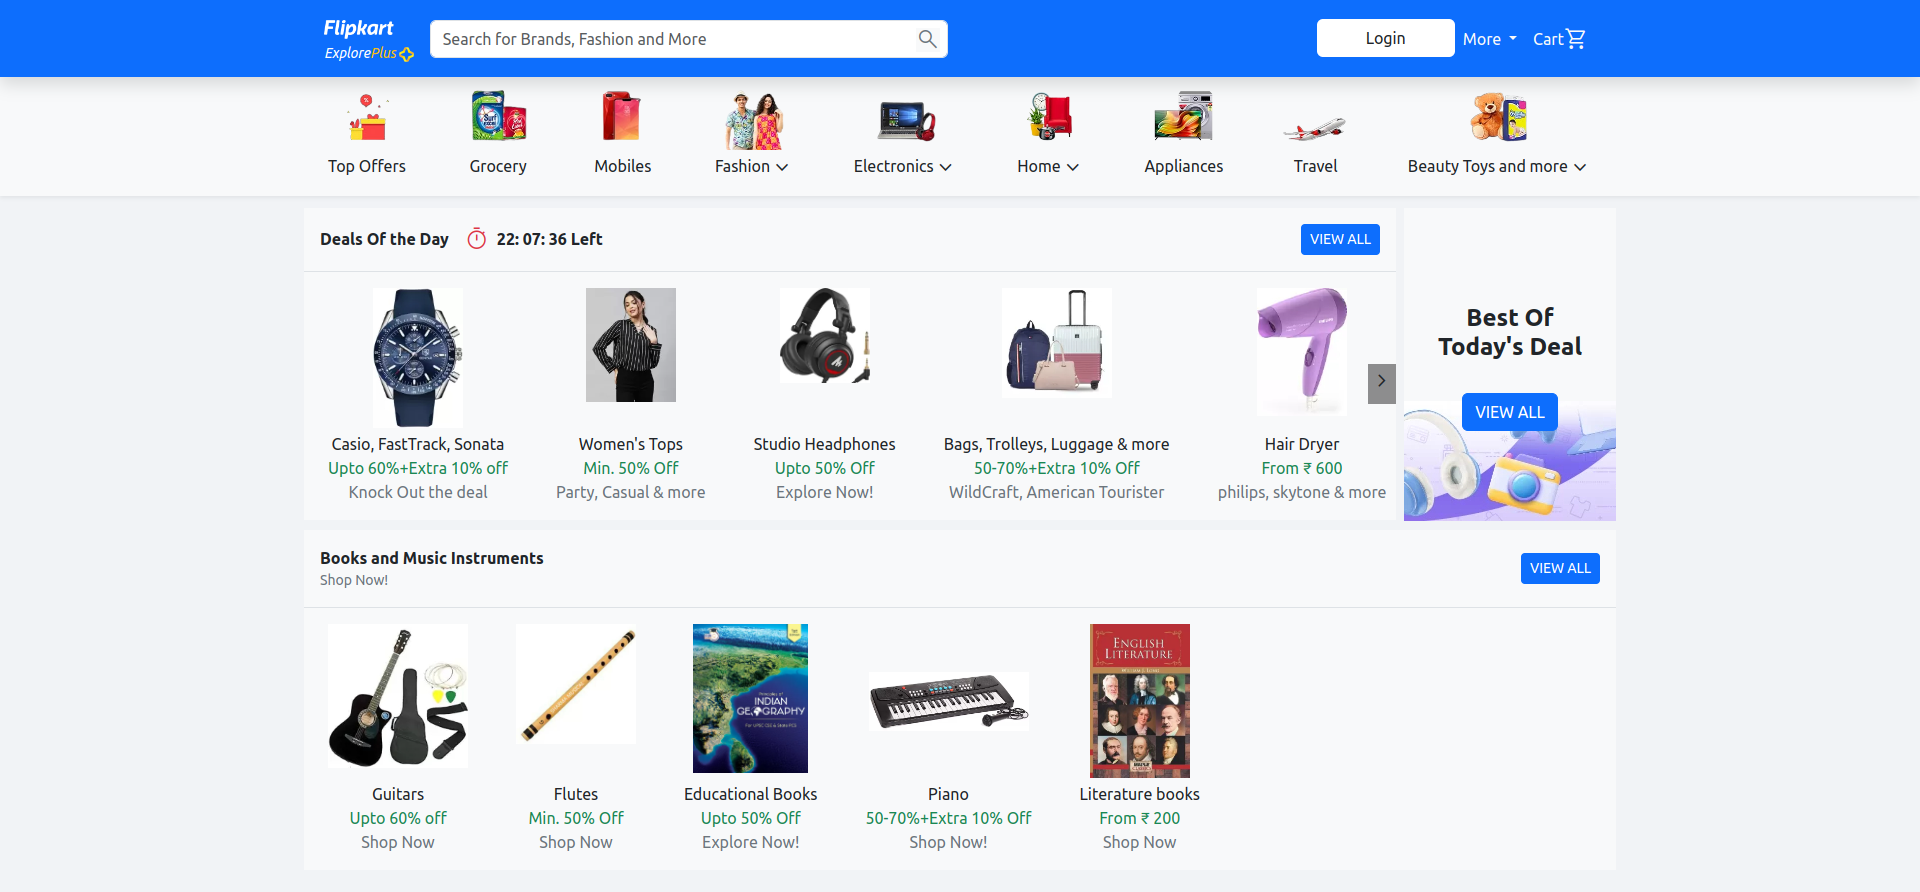 Flipkart
ExplorePlus
Search for Brands, Fashion and More
Login
More
Cart
Top Offers
Grocery
Mobiles
Fashion
Electronics
Home
Appliances
Travel
Beauty Toys and more
Deals Of the Day
22: 07: 36 Left
VIEW ALL
Casio, FastTrack, Sonata
Upto 60%+Extra 10% off
Knock Out the deal
Women's Tops
Min. 50% Off
Party, Casual & more
Studio Headphones
Upto 50% Off
Explore Now!
Bags, Trolleys, Luggage & more
50-70%+Extra 10% Off
WildCraft, American Tourister
Hair Dryer
From ₹ 600
philips, skytone & more
Best Of
Today's Deal
VIEW ALL
Books and Music Instruments
Shop Now!
VIEW ALL
Guitars
Upto 60% off
Shop Now
Flutes
Min. 50% Off
Shop Now
INDIAN
GEOGRAPHY
Educational Books
Upto 50% Off
Explore Now!
Piano
50-70%+Extra 10% Off
Shop Now!
ENGLISH
LITERATURE
Literature books
From ₹ 200
Shop Now